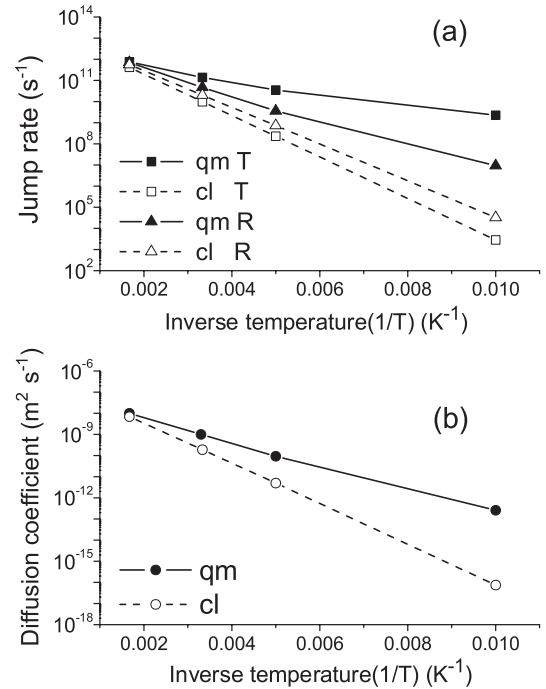 (a)
10^14
10^11
10^8
10^5
10^2
Jump rate (s^-1)
qm T
cl T
qm R
cl R
0.002 0.004 0.006 0.008 0.010
Inverse temperature(1/T) (K^-1)
(b)
10^-6
10^-9
10^-12
10^-15
10^-18
Diffusion coefficient (m^2 s^-1)
qm
cl
0.002 0.004 0.006 0.008 0.010
Inverse temperature(1/T) (K^-1)